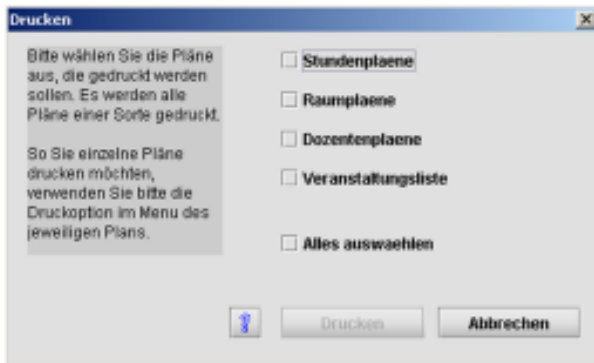 Drucken
Bitte wählen Sie die Pläne
aus, die gedruckt werden
sollen. Es werden alle
Pläne einer Sorte gedruckt.
So Sie einzelne Pläne
drucken möchten,
verwenden Sie bitte die
Druckoption im Menu des
jeweiligen Plans.
Stundenplaene
Raumplaene
Dozentenplaene
Veranstaltungsliste
Alles auswaehlen
Drucken
Abbrechen